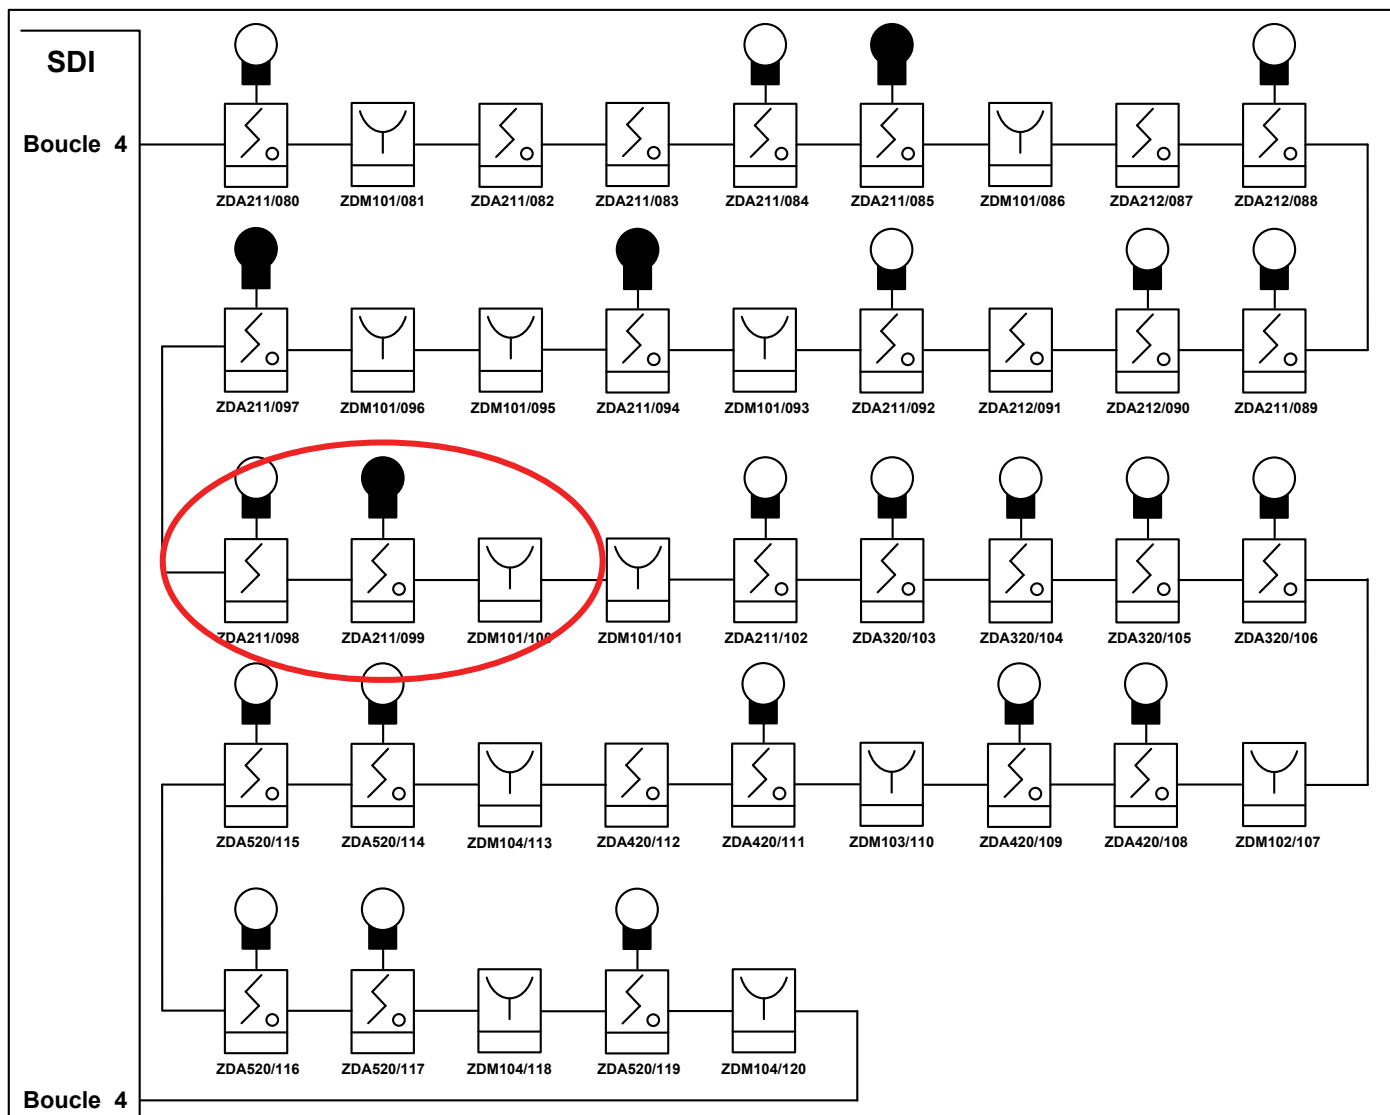 SDI
Boucle 4
ZDA211/080 ZDM101/081 ZDA211/082 ZDA211/083 ZDA211/084 ZDA211/085 ZDM101/086 ZDA212/087 ZDA212/088
ZDA211/097 ZDM101/096 ZDM101/095 ZDA211/094 ZDM101/093 ZDA211/092 ZDA212/091 ZDA212/090 ZDA211/089
ZDA211/098 ZDA211/099 ZDM101/100 ZDM101/101 ZDA211/102 ZDA320/103 ZDA320/104 ZDA320/105 ZDA320/106
ZDA520/115 ZDA520/114 ZDM104/113 ZDA420/112 ZDA420/111 ZDM103/110 ZDA420/109 ZDA420/108 ZDM102/107
ZDA520/116 ZDA520/117 ZDM104/118 ZDA520/119 ZDM104/120
Boucle 4